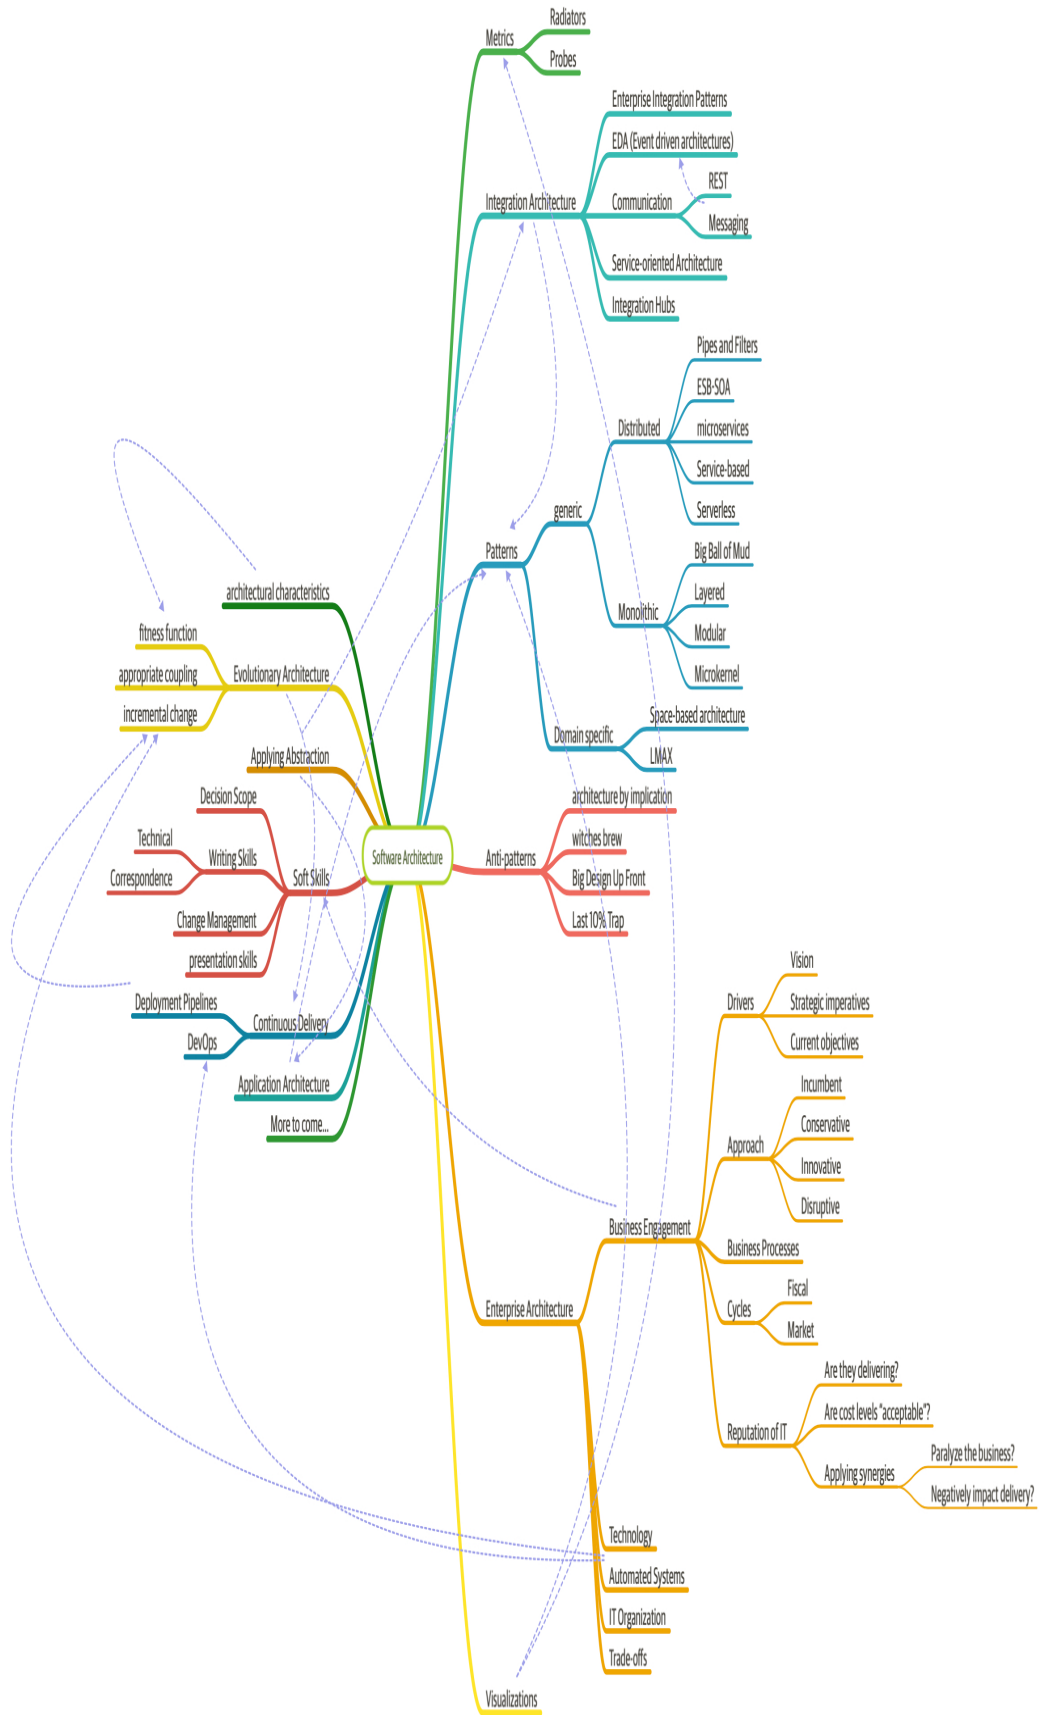 Radiators
Metrics
Probes
Enterprise Integration Patterns
EDA (Event driven architectures)
REST
Integration Architecture
Communication
Messaging
Service-oriented Architecture
Integration Hubs
Pipes and Filters
ESB-SOA
Distributed
microservices
Service-based
generic
Serverless
Patterns
Big Ball of Mud
Layered
Monolithic
Modular
Microkernel
Space-based architecture
Domain specific
LMAX
architectural characteristics
fitness function
appropriate coupling
Evolutionary Architecture
incremental change
Applying Abstraction
Decision Scope
Technical
Writing Skills
Correspondence
Soft Skills
Change Management
presentation skills
Deployment Pipelines
Continuous Delivery
DevOps
Application Architecture
More to come...
Software Architecture
architecture by implication
witches brew
Anti-patterns
Big Design Up Front
Last 10% Trap
Vision
Drivers
Strategic imperatives
Current objectives
Incumbent
Conservative
Approach
Innovative
Disruptive
Business Engagement
Business Processes
Fiscal
Cycles
Market
Enterprise Architecture
Are they delivering?
Are cost levels "acceptable"?
Reputation of IT
Paralyze the business?
Applying synergies
Negatively impact delivery?
Technology
Automated Systems
IT Organization
Trade-offs
Visualizations